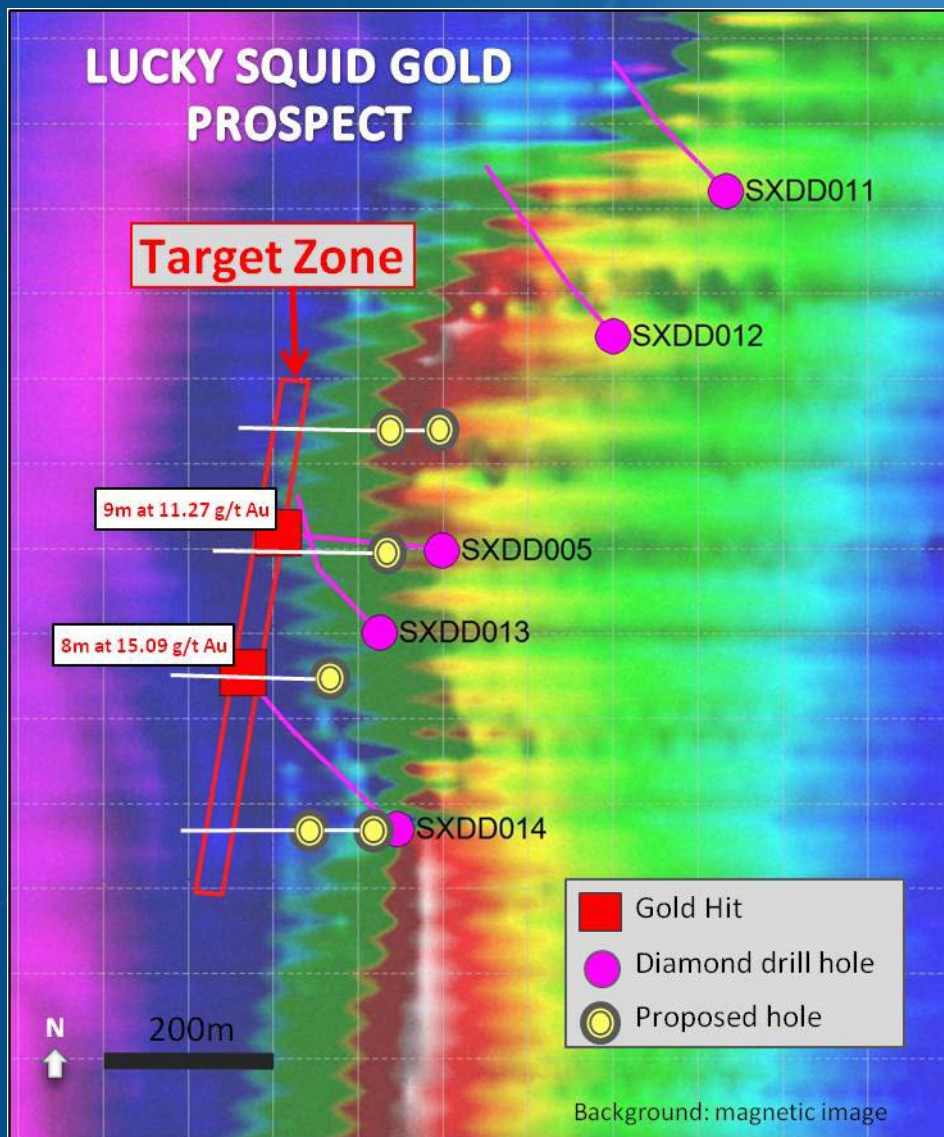 LUCKY SQUID GOLD
PROSPECT
SXDD011
Target Zone
SXDD012
9m at 11.27 g/t Au
SXDD005
SXDD013
8m at 15.09 g/t Au
SXDD014
Gold Hit
Diamond drill hole
Proposed hole
N
200m
Background: magnetic image